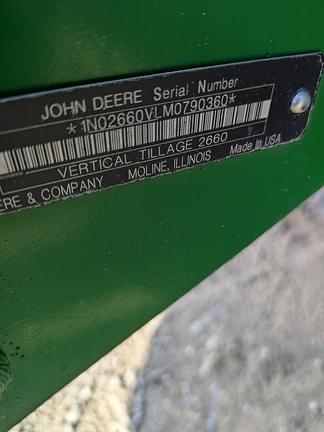 JOHN DEERE Serial Number
*1N02660VLM0790360*
VERTICAL TILLAGE 2660
ERE & COMPANY MOLINE, ILLINOIS Made In USA